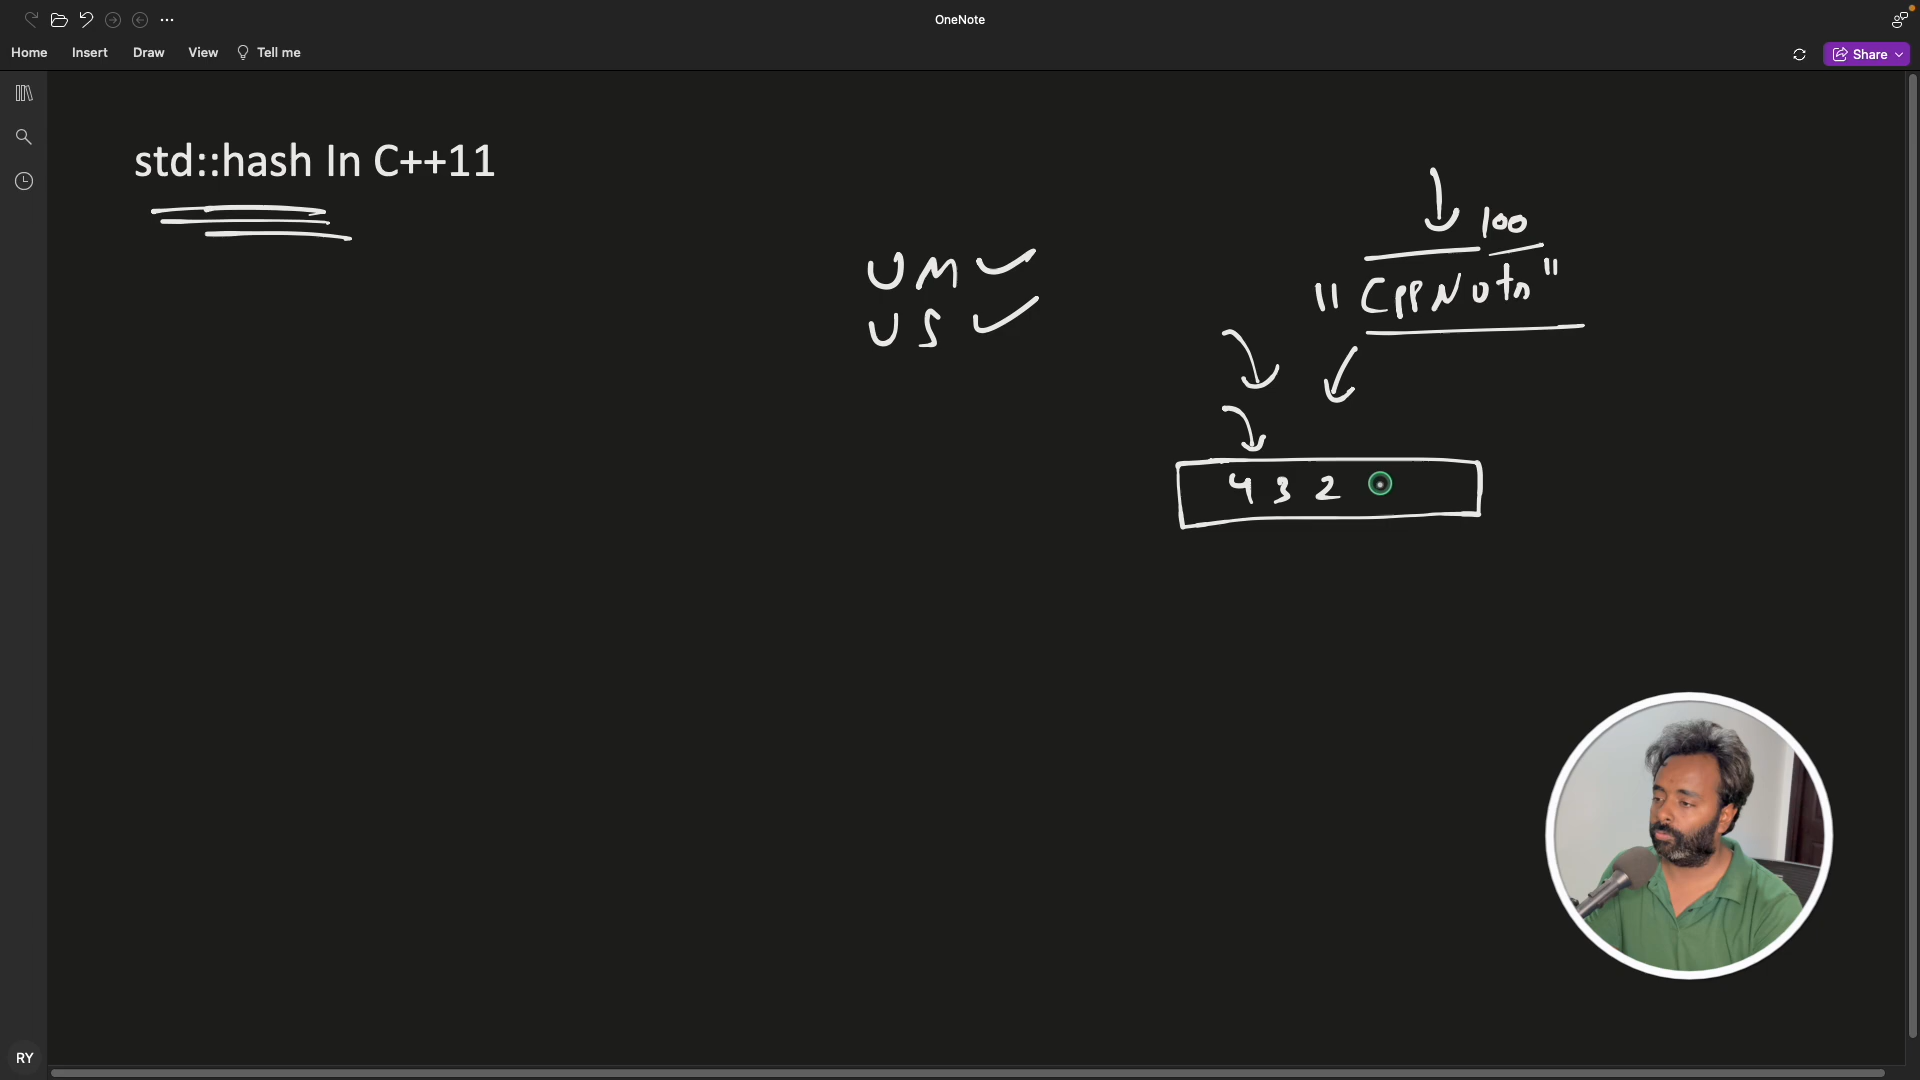 OneNote
Home Insert Draw View Tell me
Share
std::hash In C++11
100
UM
"CppNots"
US
4 3 2
RY